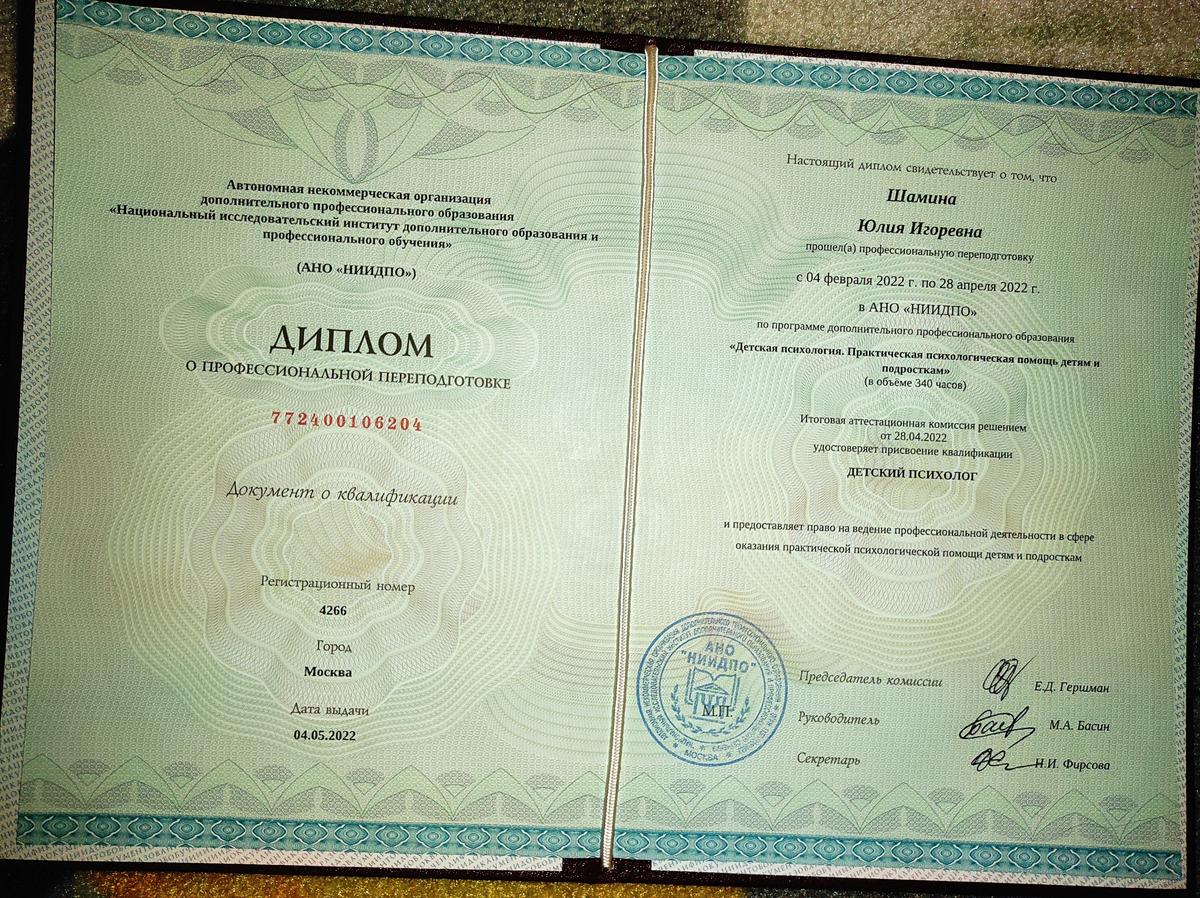 Автономная некоммерческая организация
дополнительного профессионального образования
«Национальный исследовательский институт дополнительного образования и
профессионального обучения»
(АНО «НИИДПО»)
ДИПЛОМ
О ПРОФЕССИОНАЛЬНОЙ ПЕРЕПОДГОТОВКЕ
772400106204
Документ о квалификации
Регистрационный номер
4266
Город
Москва
Дата выдачи
04.05.2022
Настоящий диплом свидетельствует о том, что
Шамина
Юлия Игоревна
прошел(а) профессиональную переподготовку
с 04 февраля 2022 г. по 28 апреля 2022 г.
в АНО «НИИДПО»
по программе дополнительного профессионального образования
«Детская психология. Практическая психологическая помощь детям и
подросткам»
(в объёме 340 часов)
Итоговая аттестационная комиссия решением
от 28.04.2022
удостоверяет присвоение квалификации
ДЕТСКИЙ ПСИХОЛОГ
и предоставляет право на ведение профессиональной деятельности в сфере
оказания практической психологической помощи детям и подросткам
АНО
"НИИДПО"
М.П.
МОСКВА
Председатель комиссии Е.Д. Гершман
Руководитель М.А. Басин
Секретарь Н.И. Фирсова